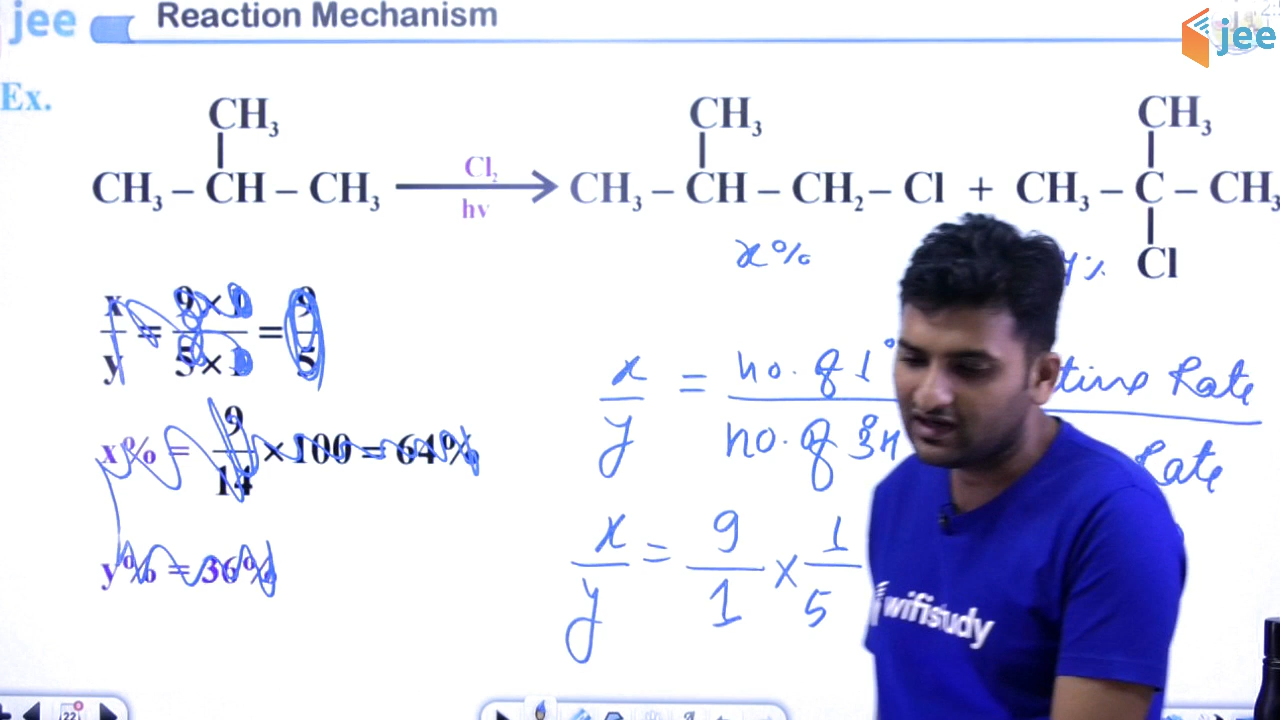 jee
Reaction Mechanism
jee
Ex.
CH₃
CH₃ – CH – CH₃
Cl₂
hν
CH₃
CH₃ – CH – CH₂ – Cl
+
CH₃
CH₃ – C – CH₃
Cl
x%
y%
x/y = 9×1/5×1 = 9/5
x% = 9/14 ×100 = 64%
y% = 36%
x/y = no. of 1° Rate / no. of 3 Rate
x/y = 9/1 × 1/5
wifistudy
22